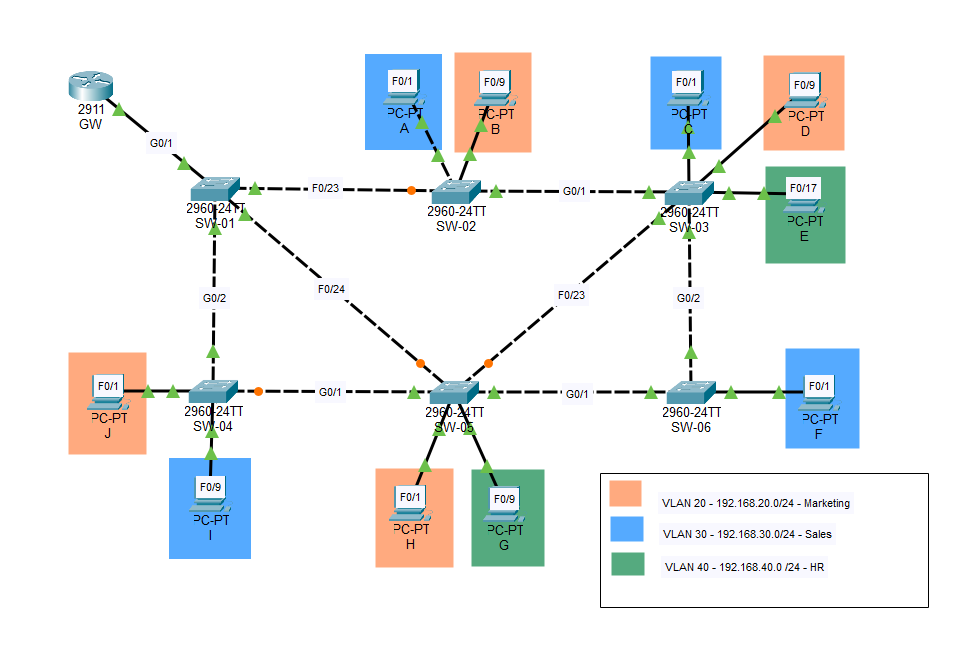 F0/1
PC-PT
A
F0/9
PC-PT
B
F0/1
PC-PT
C
F0/9
PC-PT
D
2911
GW
G0/1
F0/23
G0/1
F0/17
PC-PT
E
2960-24TT
SW-01
2960-24TT
SW-02
2960-24TT
SW-03
G0/2
F0/24
F0/23
G0/2
F0/1
PC-PT
J
2960-24TT
SW-04
G0/1
2960-24TT
SW-05
G0/1
2960-24TT
SW-06
F0/1
PC-PT
F
F0/9
PC-PT
I
F0/1
PC-PT
H
F0/9
PC-PT
G
VLAN 20 - 192.168.20.0/24 - Marketing
VLAN 30 - 192.168.30.0/24 - Sales
VLAN 40 - 192.168.40.0 /24 - HR